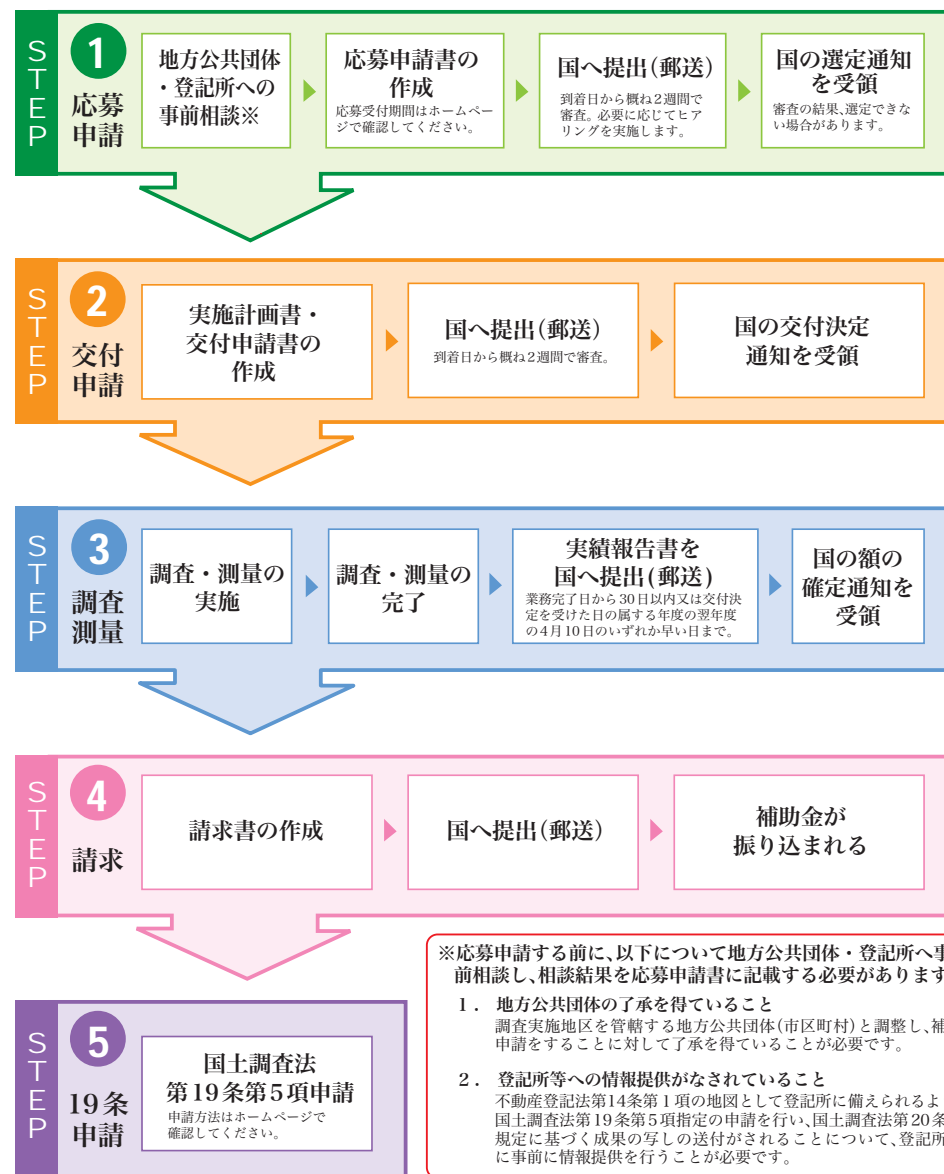 STEP
1
応募
申請
地方公共団体
・登記所への
事前相談※
応募申請書の
作成
応募受付期間はホームペー
ジで確認してください。
国へ提出(郵送)
到着日から概ね2週間で
審査。必要に応じてヒア
リングを実施します。
国の選定通知
を受領
審査の結果、選定できな
い場合があります。
STEP
2
交付
申請
実施計画書・
交付申請書の
作成
国へ提出(郵送)
到着日から概ね2週間で審査。
国の交付決定
通知を受領
STEP
3
調査
測量
調査・測量の
実施
調査・測量の
完了
実績報告書を
国へ提出(郵送)
業務完了日から30日以内又は交付決
定を受けた日の属する年度の翌年度
の4月10日のいずれか早い日まで。
国の額の
確定通知を
受領
STEP
4
請求
請求書の作成
国へ提出(郵送)
補助金が
振り込まれる
STEP
5
19条
申請
国土調査法
第19条第5項申請
申請方法はホームページで
確認してください。
※応募申請する前に、以下について地方公共団体・登記所へ事
前相談し、相談結果を応募申請書に記載する必要があります
1. 地方公共団体の了承を得ていること
調査実施地区を管轄する地方公共団体(市区町村)と調整し、補
申請をすることに対して了承を得ていることが必要です。
2. 登記所等への情報提供がなされていること
不動産登記法第14条第1項の地図として登記所に備えられるよ
国土調査法第19条第5項指定の申請を行い、国土調査法第20条
規定に基づく成果の写しの送付がされることについて、登記所
に事前に情報提供を行うことが必要です。